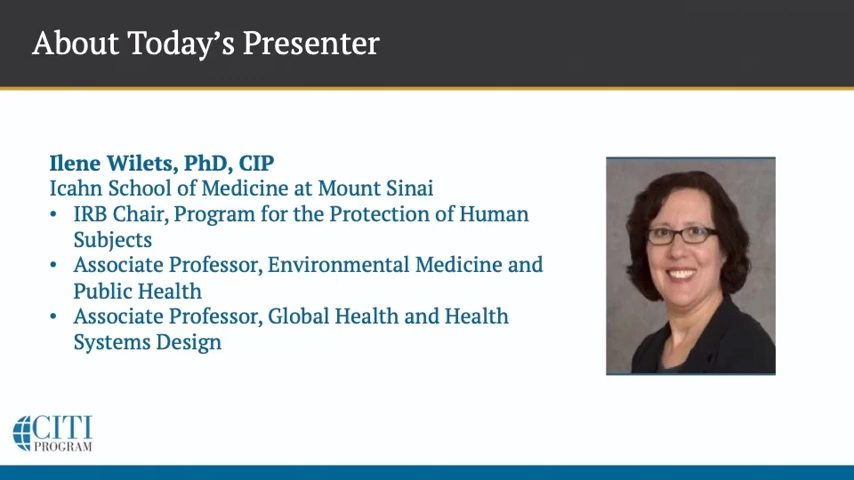 About Today's Presenter
Ilene Wilets, PhD, CIP
Icahn School of Medicine at Mount Sinai
• IRB Chair, Program for the Protection of Human
Subjects
• Associate Professor, Environmental Medicine and
Public Health
• Associate Professor, Global Health and Health
Systems Design
CITI
PROGRAM